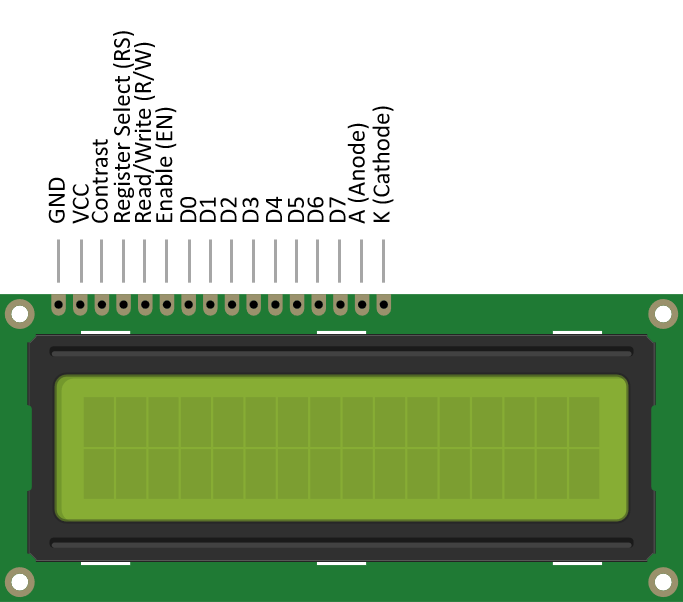 GND
VCC
Contrast
Register Select (RS)
Read/Write (R/W)
Enable (EN)
D0
D1
D2
D3
D4
D5
D6
D7
A (Anode)
K (Cathode)